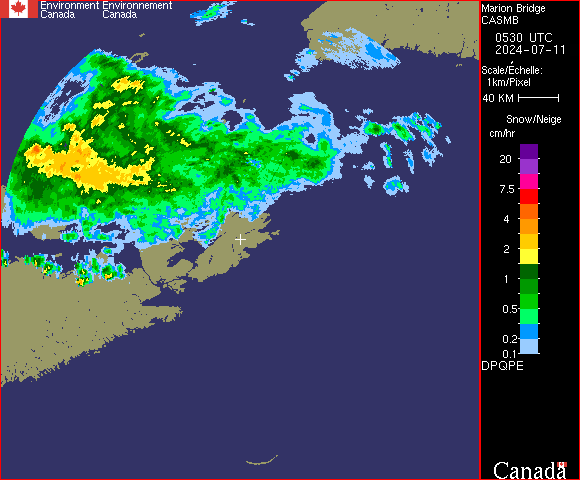 Environment Environnement
Canada Canada
Marion Bridge
CASMB
0530 UTC
2024-07-11
Scale/Echelle:
1km/Pixel
40 KM
Snow/Neige
cm/hr
20
7.5
4
2
1
0.5
0.2
0.1
DPQPE
Canada